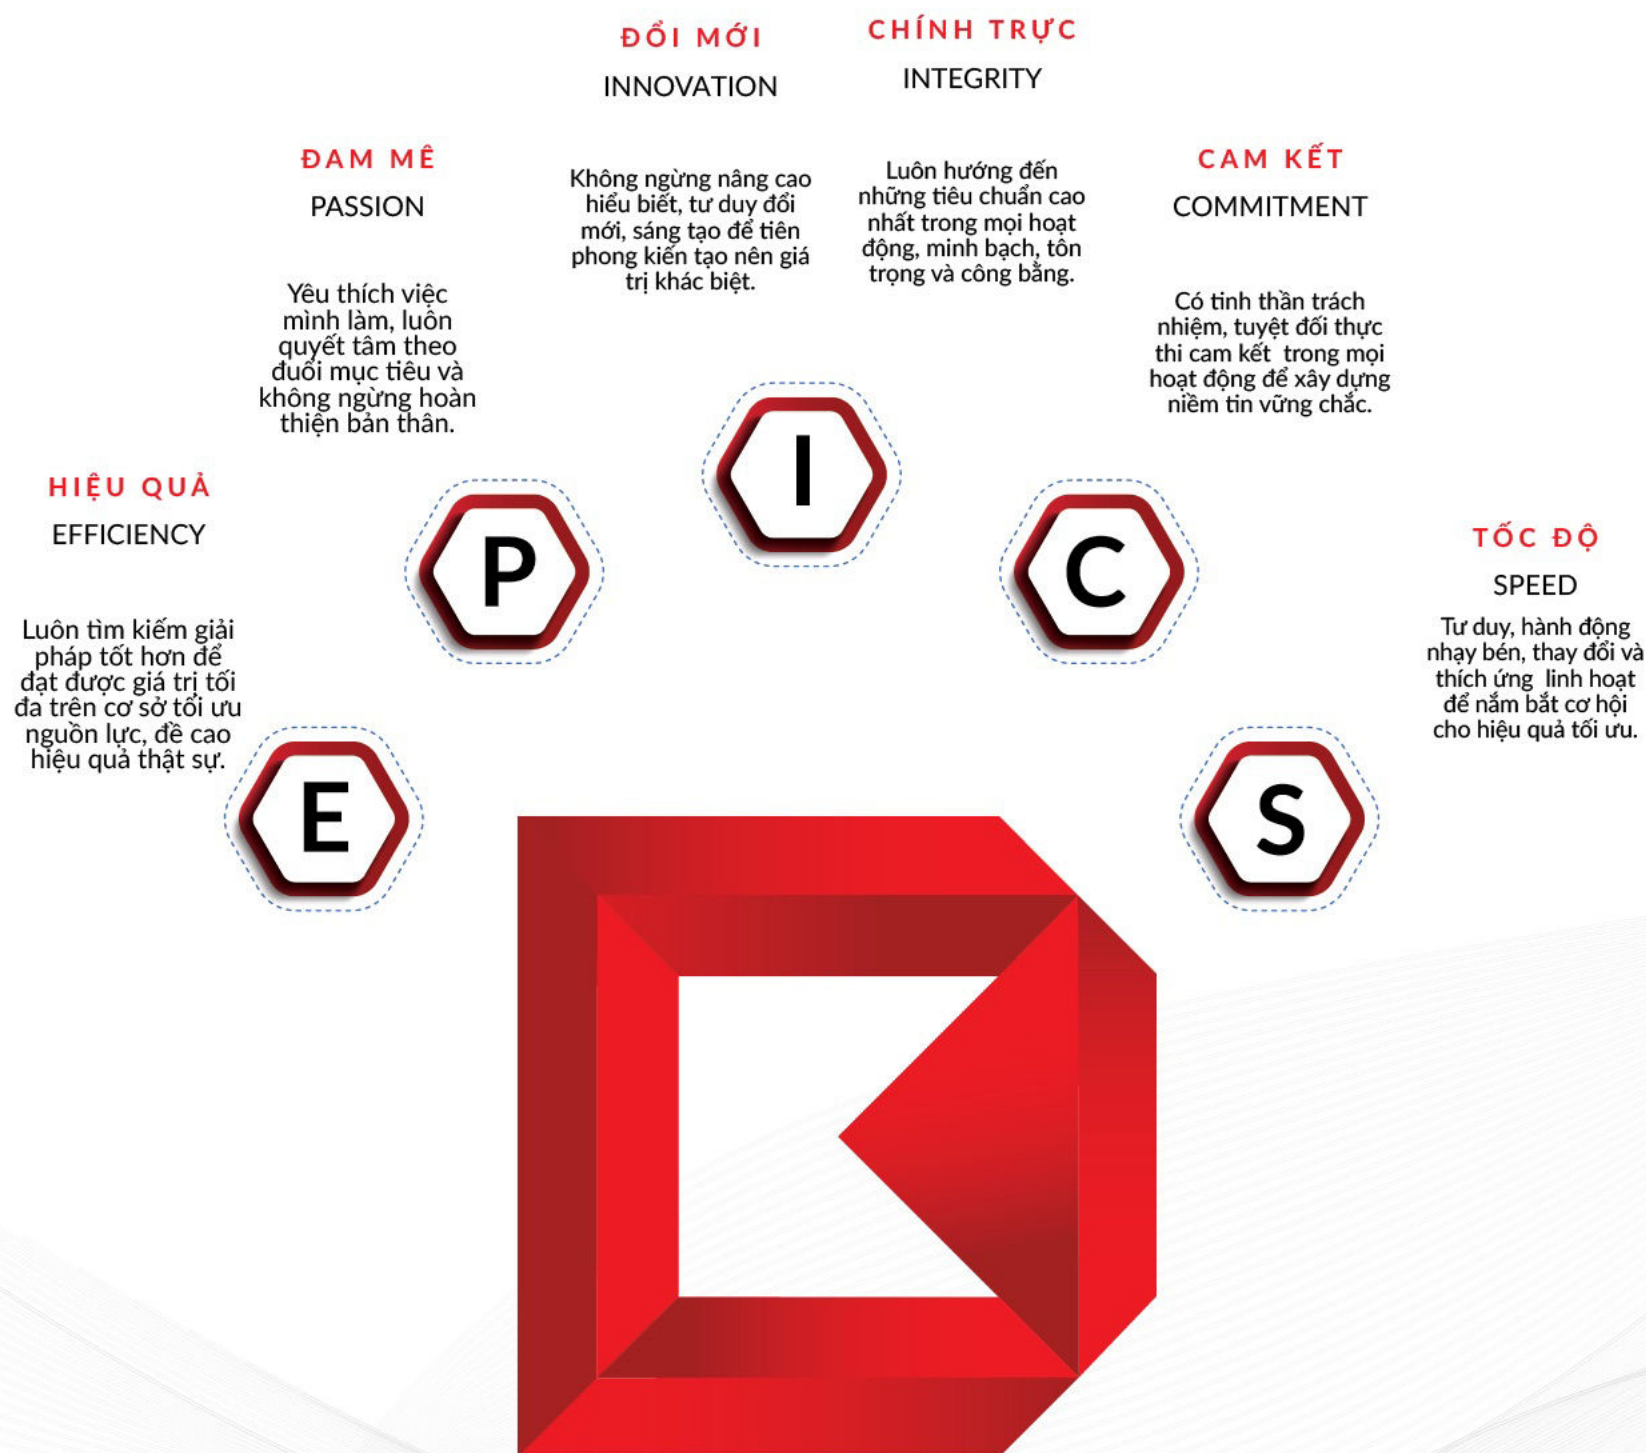 HIỆU QUẢ
EFFICIENCY
Luôn tìm kiếm giải
pháp tốt hơn để
đạt được giá trị tối
đa trên cơ sở tối ưu
nguồn lực, đề cao
hiệu quả thật sự.
E
ĐAM MÊ
PASSION
Yêu thích việc
mình làm, luôn
quyết tâm theo
đuổi mục tiêu và
không ngừng hoàn
thiện bản thân.
P
ĐỔI MỚI
INNOVATION
Không ngừng nâng cao
hiểu biết, tư duy đổi
mới, sáng tạo để tiên
phong kiến tạo nên giá
trị khác biệt.
CHÍNH TRỰC
INTEGRITY
Luôn hướng đến
những tiêu chuẩn cao
nhất trong mọi hoạt
động, minh bạch, tôn
trọng và công bằng.
I
CAM KẾT
COMMITMENT
Có tinh thần trách
nhiệm, tuyệt đối thực
thi cam kết trong mọi
hoạt động để xây dựng
niềm tin vững chắc.
C
TỐC ĐỘ
SPEED
Tư duy, hành động
nhạy bén, thay đổi và
thích ứng linh hoạt
để nắm bắt cơ hội
cho hiệu quả tối ưu.
S